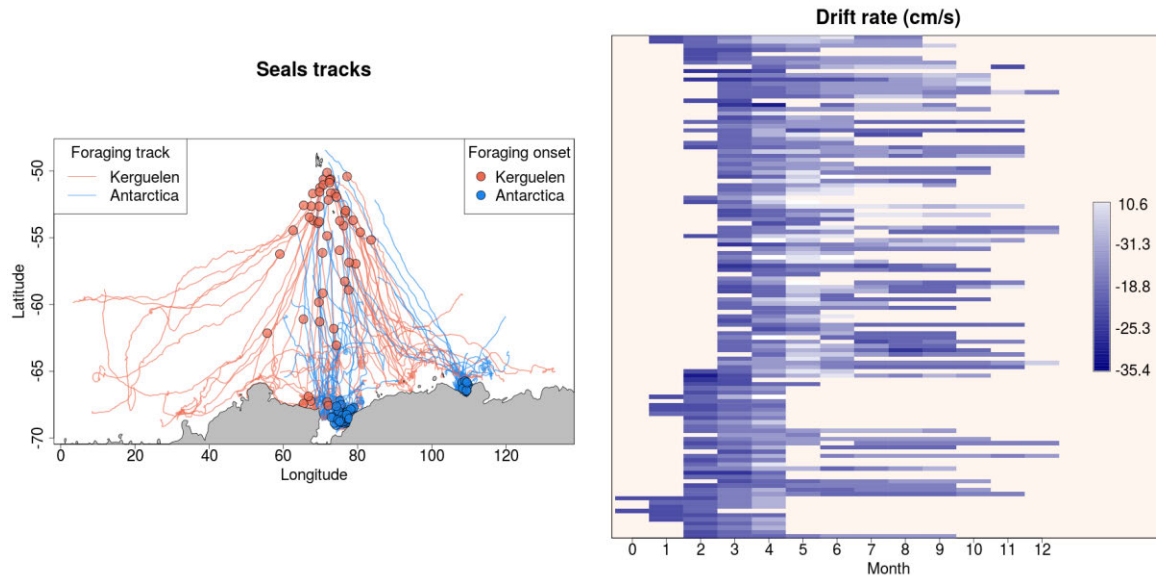 Seals tracks
Foraging track
Kerguelen
Antarctica
Foraging onset
Kerguelen
Antarctica
Latitude
-50
-55
-60
-65
-70
0 20 40 60 80 100 120
Longitude
Drift rate (cm/s)
10.6
-31.3
-18.8
-25.3
-35.4
0 1 2 3 4 5 6 7 8 9 10 11 12
Month